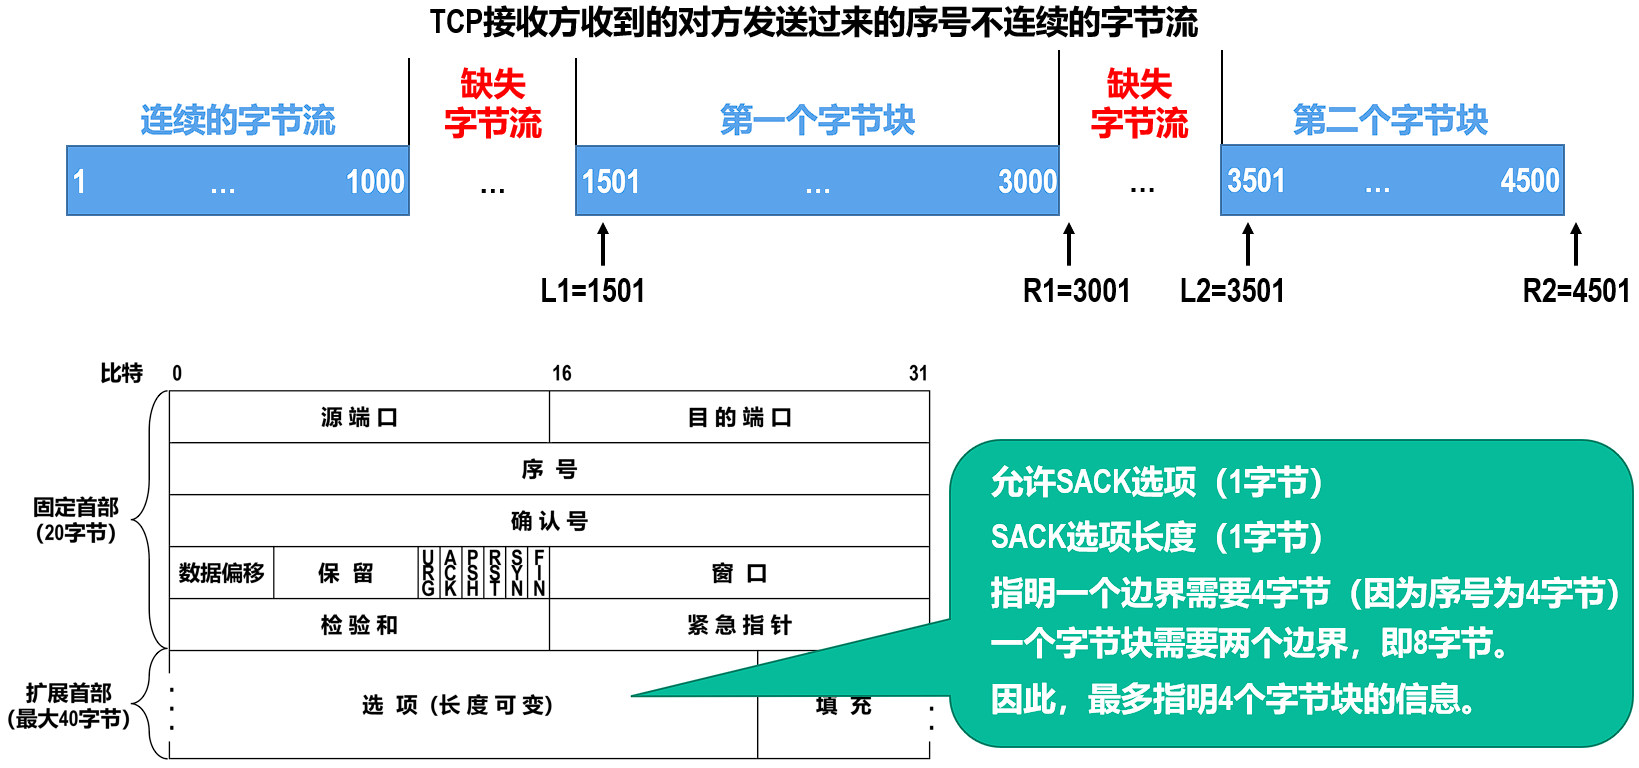 TCP接收方收到的对方发送过来的序号不连续的字节流
连续的字节流
缺失
字节流
第一个字节块
缺失
字节流
第二个字节块
1 … 1000 … 1501 … 3000 … 3501 … 4500
L1=1501 R1=3001 L2=3501 R2=4501
比特 0 16 31
固定首部
(20字节)
源端口 目的端口
序号
确认号
数据偏移 保留 URG ACK PSH RST SYN FIN 窗口
检验和 紧急指针
扩展首部
(最大40字节)
选项(长度可变) 填充
允许SACK选项（1字节）
SACK选项长度（1字节）
指明一个边界需要4字节（因为序号为4字节）
一个字节块需要两个边界，即8字节。
因此，最多指明4个字节块的信息。